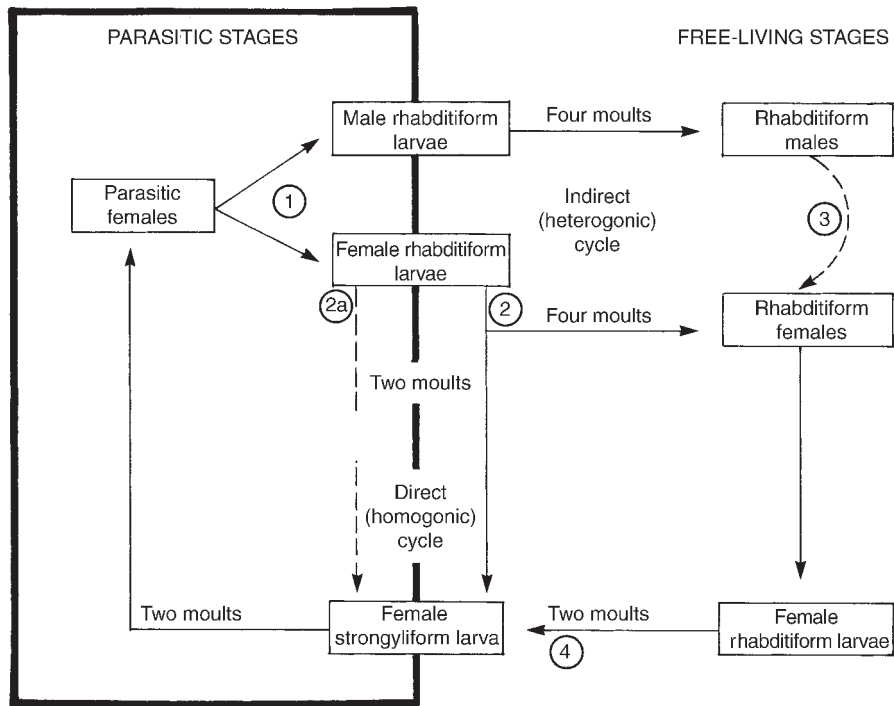 PARASITIC STAGES
FREE-LIVING STAGES
Male rhabditiform
larvae
Four moults
Rhabditiform
males
Parasitic
females
1
Indirect
(heterogonic)
cycle
3
Female rhabditiform
larvae
2a
2
Four moults
Rhabditiform
females
Two moults
Direct
(homogonic)
cycle
Two moults
Female
strongyliform larva
Two moults
4
Female
rhabditiform larvae